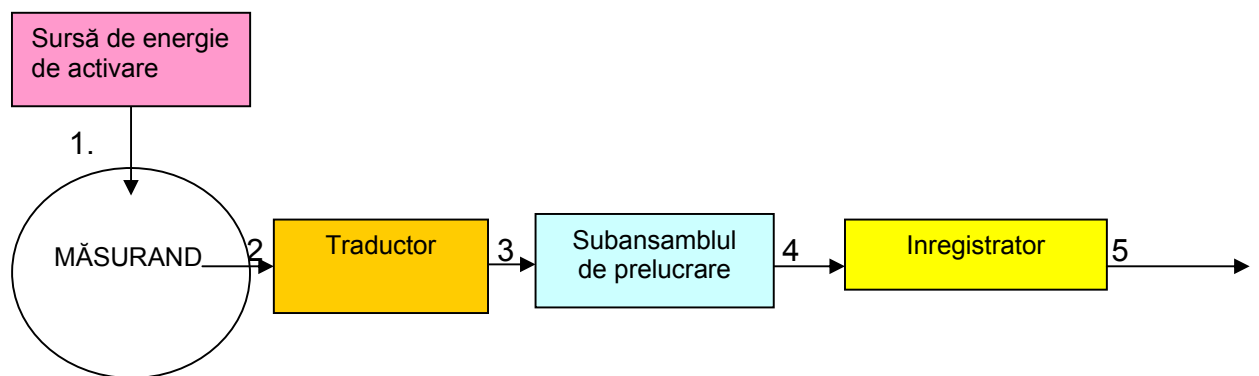 Sursă de energie
de activare
1.
MĂSURAND
2
Traductor
3
Subansamblul
de prelucrare
4
Inregistrator
5